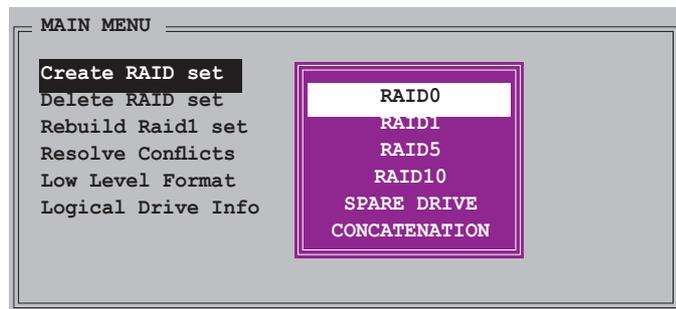 MAIN MENU
Create RAID set
Delete RAID set
Rebuild Raid1 set
Resolve Conflicts
Low Level Format
Logical Drive Info
RAID0
RAID1
RAID5
RAID10
SPARE DRIVE
CONCATENATION